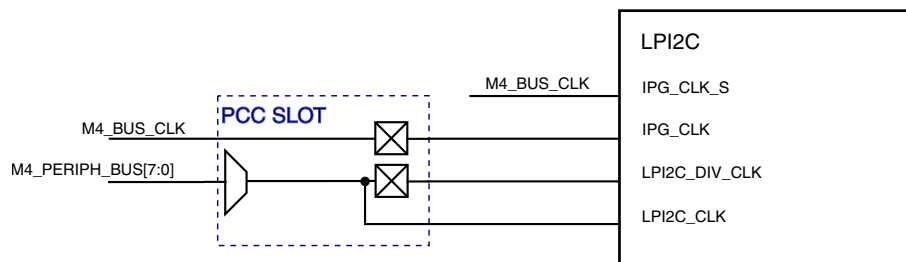 LPI2C
M4_BUS_CLK
IPG_CLK_S
PCC SLOT
M4_BUS_CLK
IPG_CLK
M4_PERIPH_BUS[7:0]
LPI2C_DIV_CLK
LPI2C_CLK